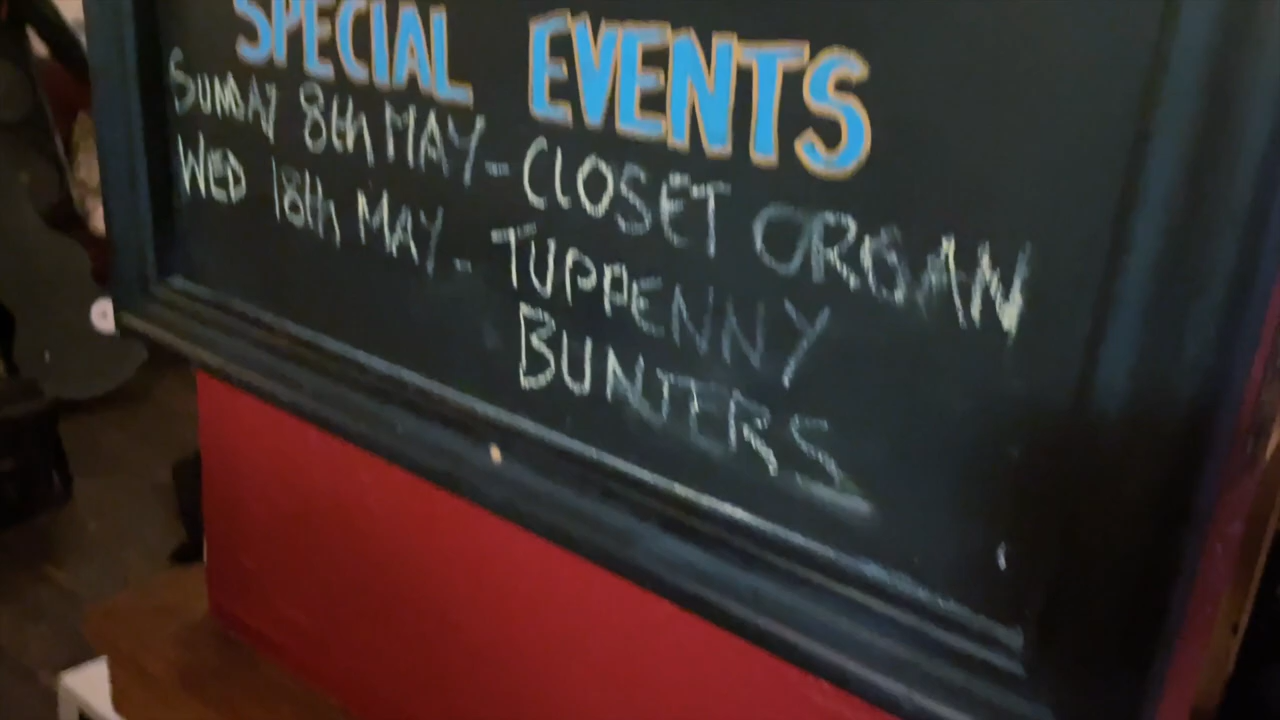 SPECIAL EVENTS
SUNDAY 8th MAY - CLOSET ORGAN
WED 18th MAY - TUPPENNY
BUNTERS